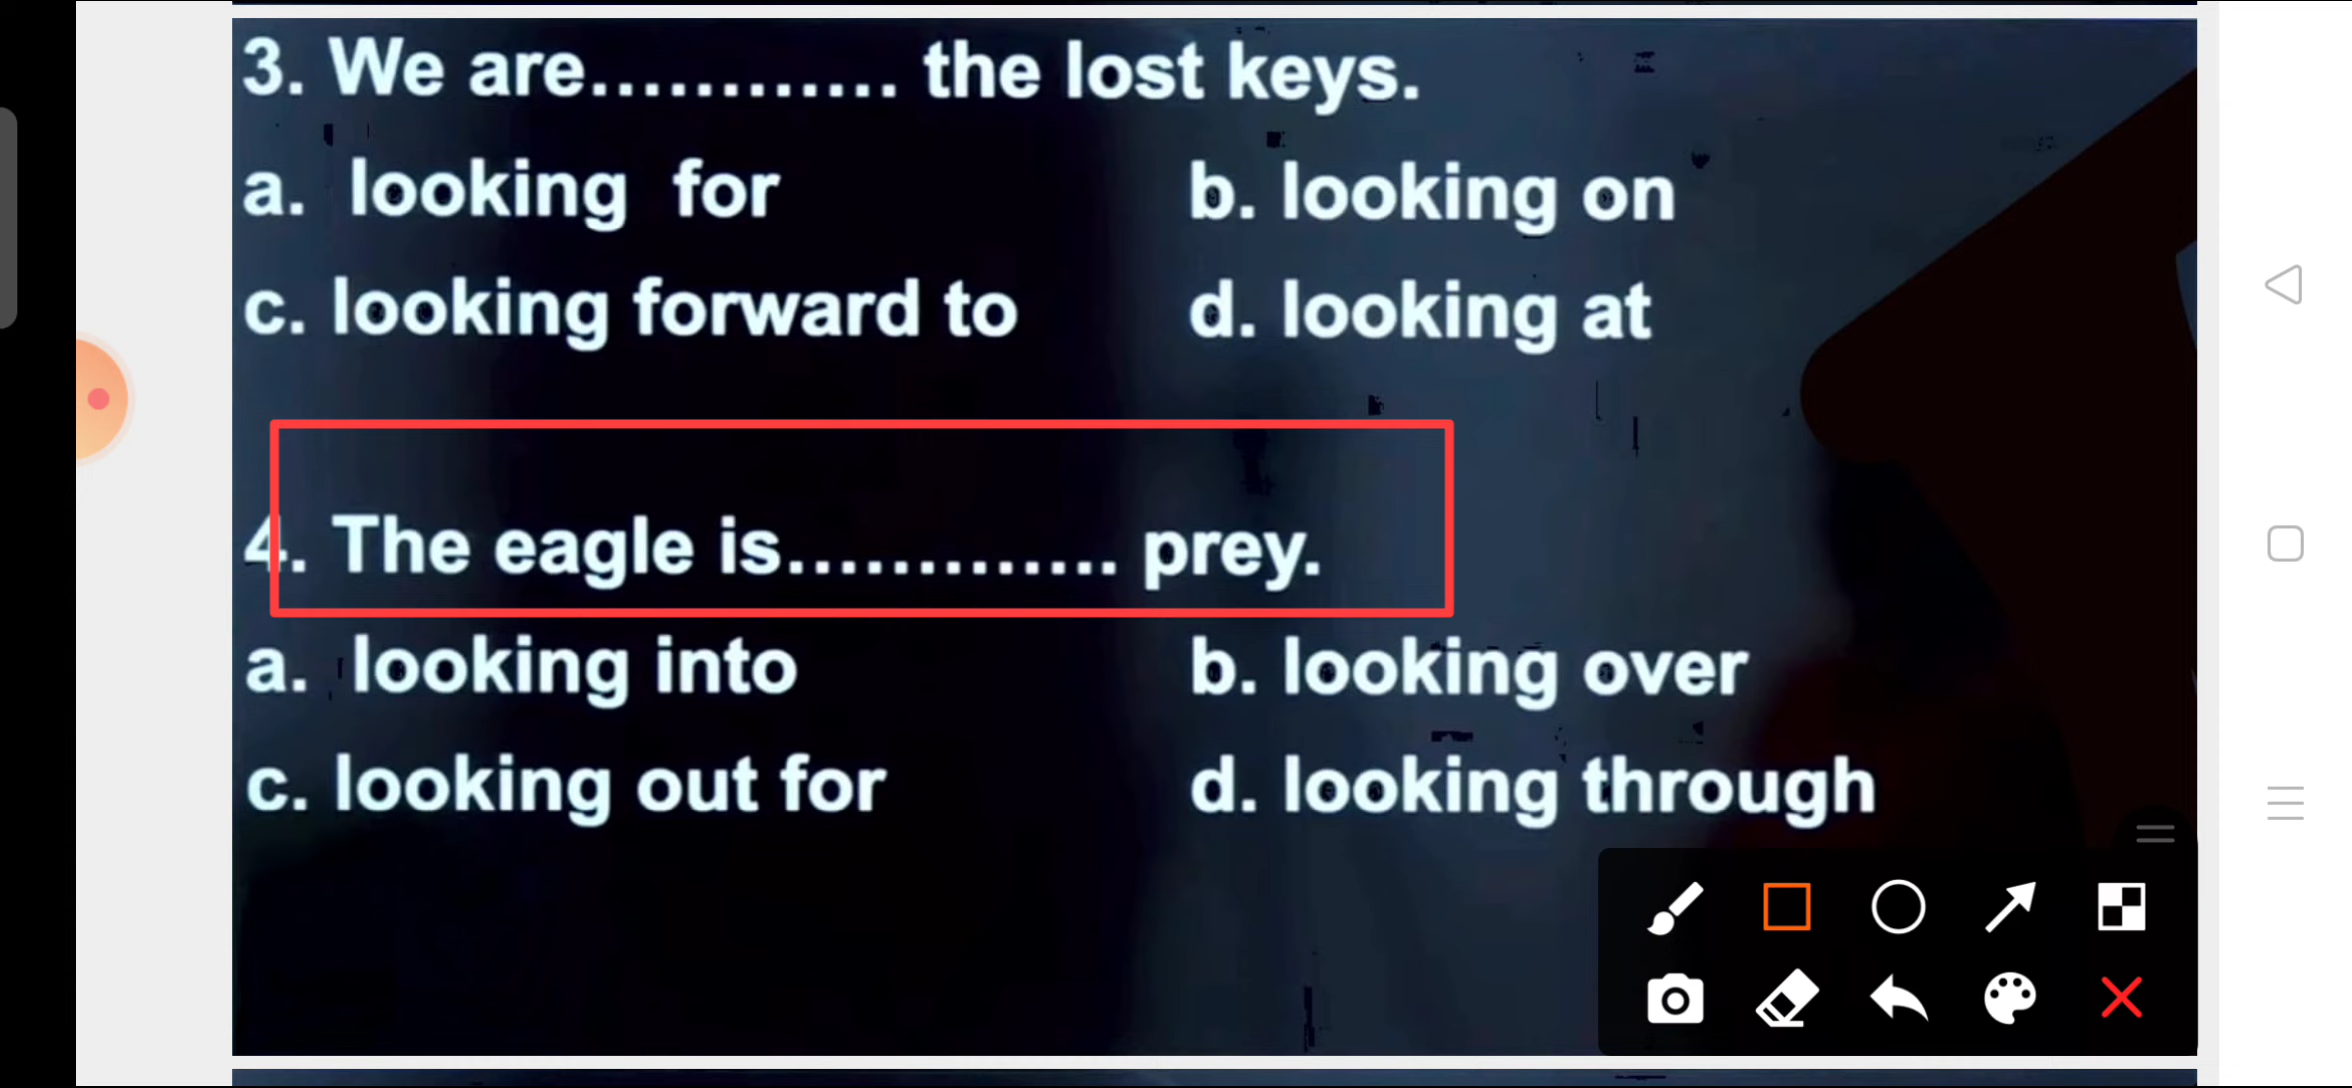 3. We are............ the lost keys.
a. looking for b. looking on
c. looking forward to d. looking at
4. The eagle is............. prey.
a. looking into b. looking over
c. looking out for d. looking through